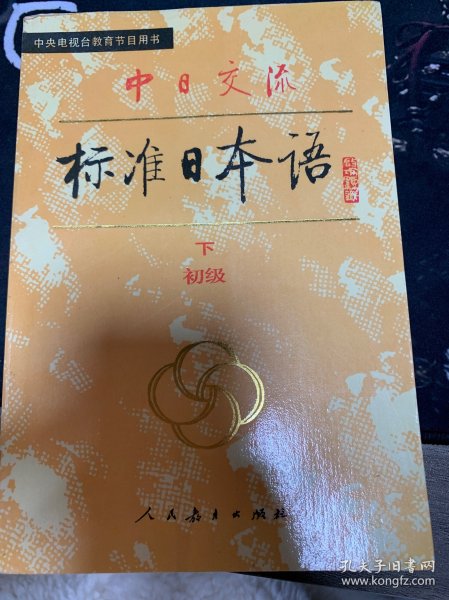 中央电视台教育节目用书
中日交流
标准日本语
下
初级
人民教育出版社
孔夫子旧书网
www.kongfz.com